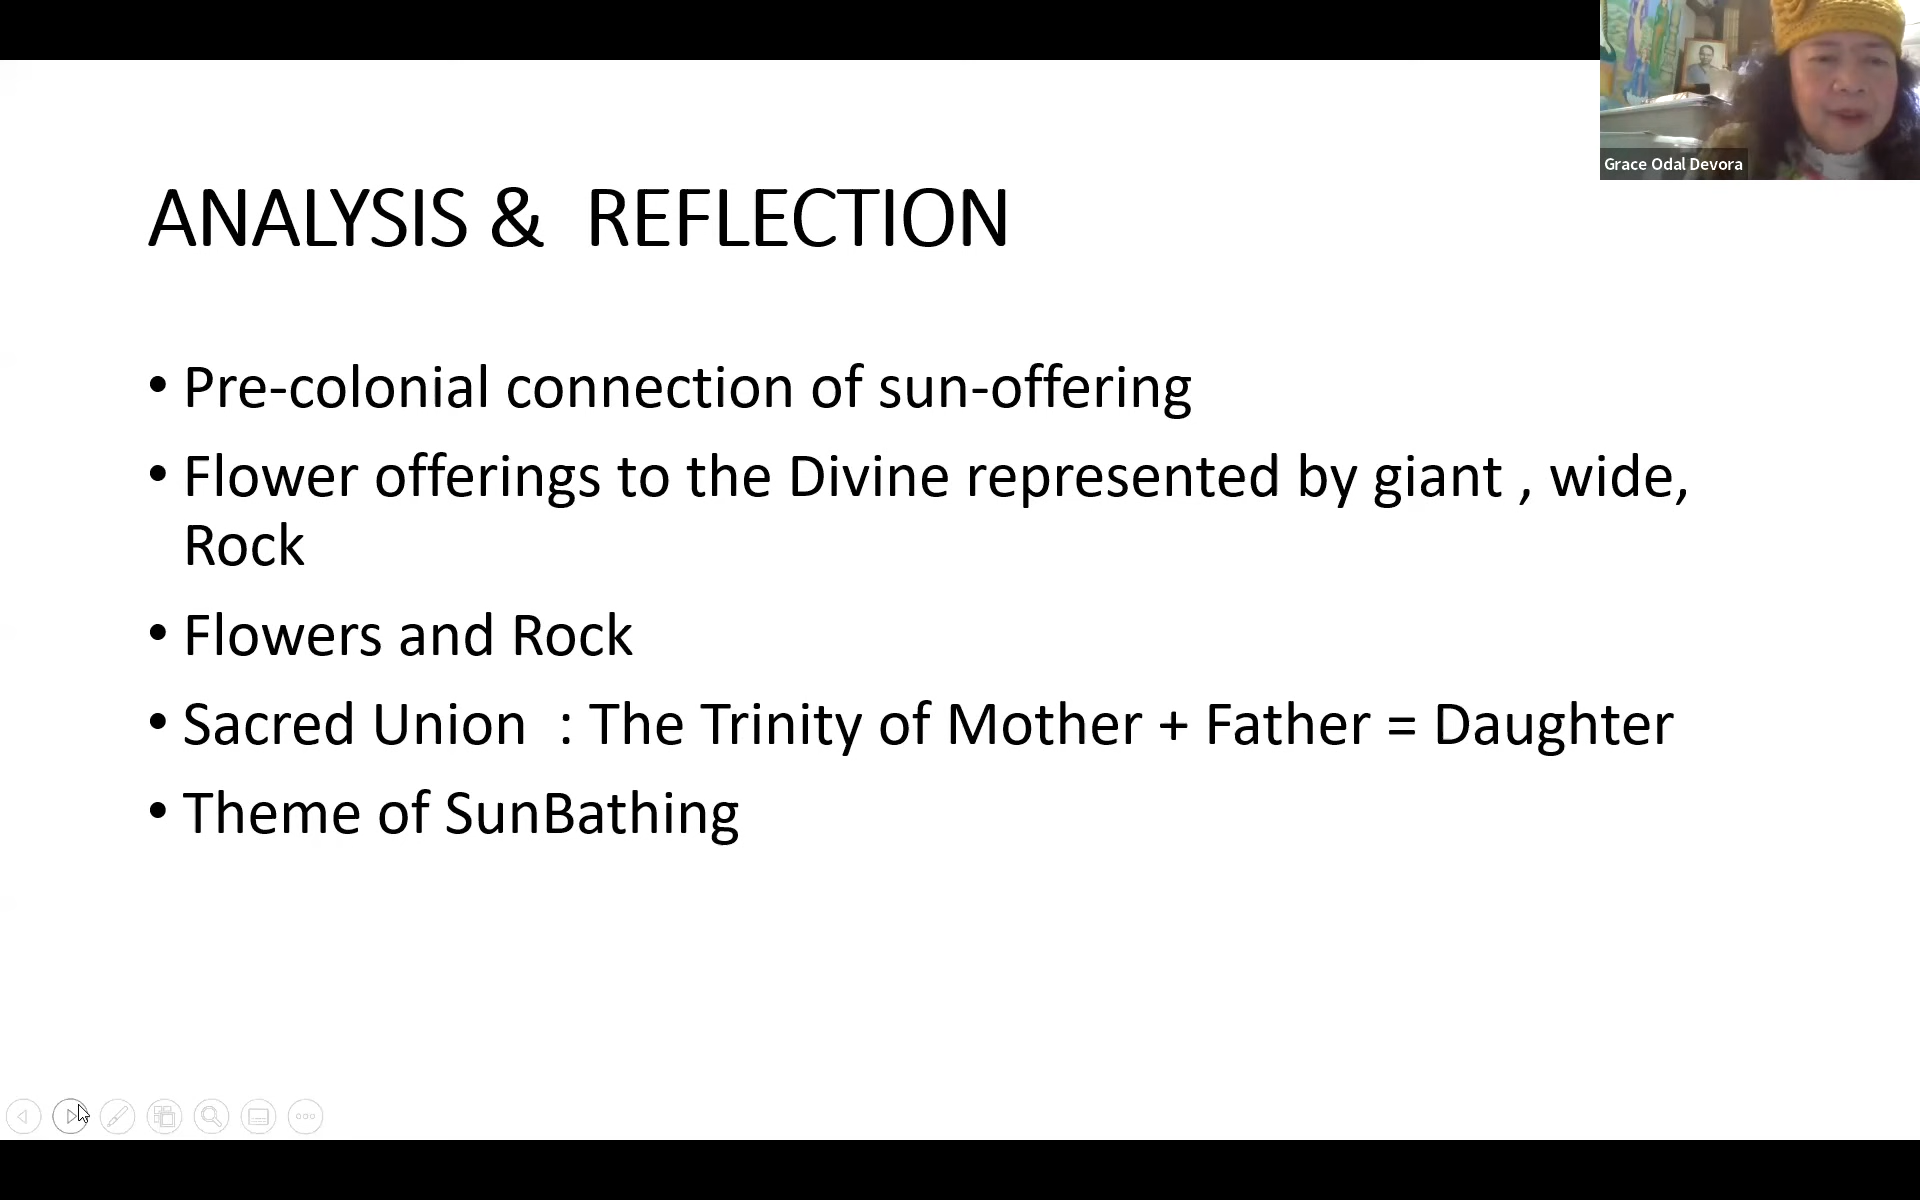 Grace Odal Devora
ANALYSIS &  REFLECTION
• Pre-colonial connection of sun-offering
• Flower offerings to the Divine represented by giant , wide,
Rock
• Flowers and Rock
• Sacred Union  : The Trinity of Mother + Father = Daughter
• Theme of SunBathing